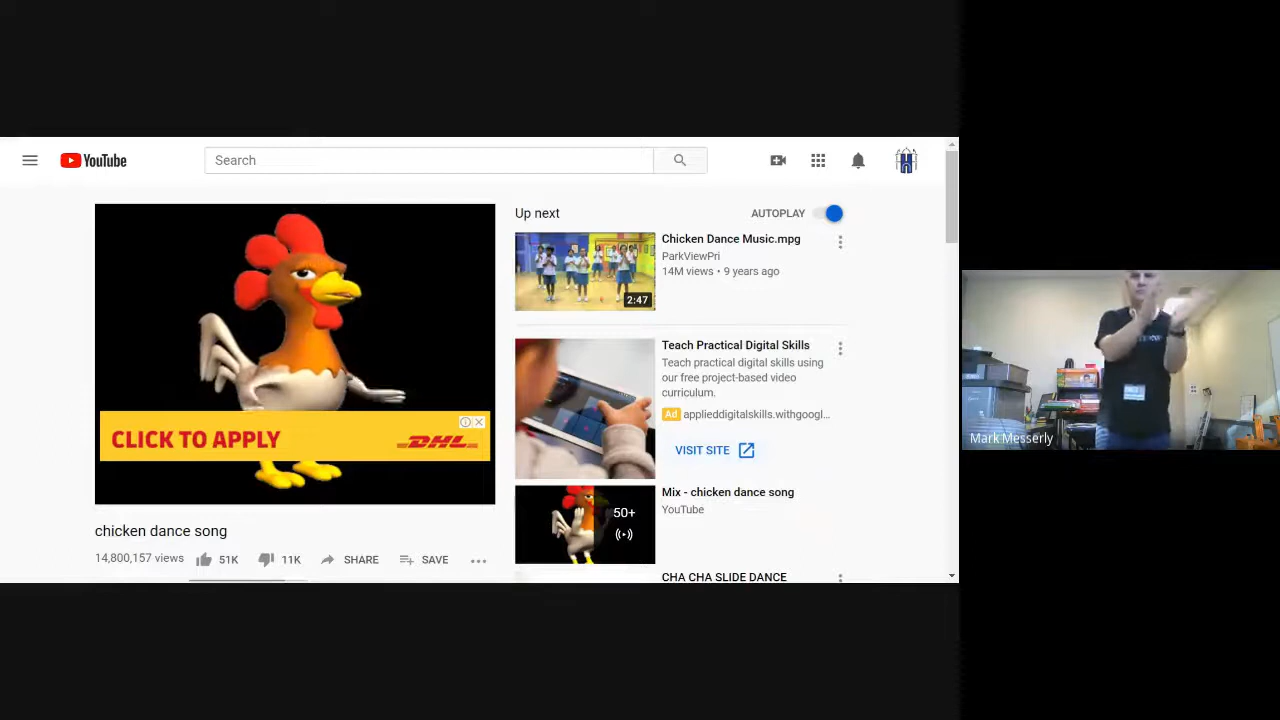 YouTube
Search
CLICK TO APPLY
DHL
chicken dance song
14,800,157 views
51K
11K
SHARE
SAVE
Up next
AUTOPLAY
Chicken Dance Music.mpg
ParkViewPri
14M views • 9 years ago
2:47
Teach Practical Digital Skills
Teach practical digital skills using
our free project-based video
curriculum.
Ad applieddigitalskills.withgoogl...
VISIT SITE
Mix - chicken dance song
YouTube
50+
CHA CHA SLIDE DANCE
Mark Messerly